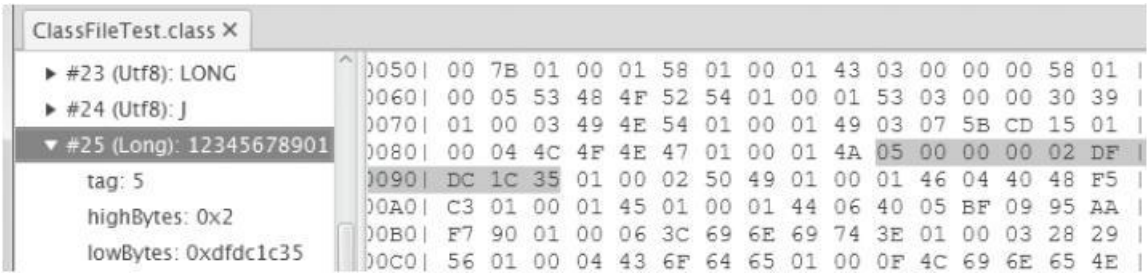 ClassFileTest.class ×
▶ #23 (Utf8): LONG
▶ #24 (Utf8): J
▼ #25 (Long): 12345678901
tag: 5
highBytes: 0x2
lowBytes: 0xdfdc1c35
0050| 00 7B 01 00 01 58 01 00 01 43 03 00 00 00 58 01 |
0060| 00 05 53 48 4F 52 54 01 00 01 53 03 00 00 30 39 |
0070| 01 00 03 49 4E 54 01 00 01 49 03 07 5B CD 15 01 |
0080| 00 04 4C 4F 4E 47 01 00 01 4A 05 00 00 00 02 DF |
0090| DC 1C 35 01 00 02 50 49 01 00 01 46 04 40 48 F5 |
00A0| C3 01 00 01 45 01 00 01 44 06 40 05 BF 09 95 AA |
00B0| F7 90 01 00 06 3C 69 6E 69 74 3E 01 00 03 28 29 |
00C0| 56 01 00 04 43 6F 64 65 01 00 0F 4C 69 6E 65 4E |